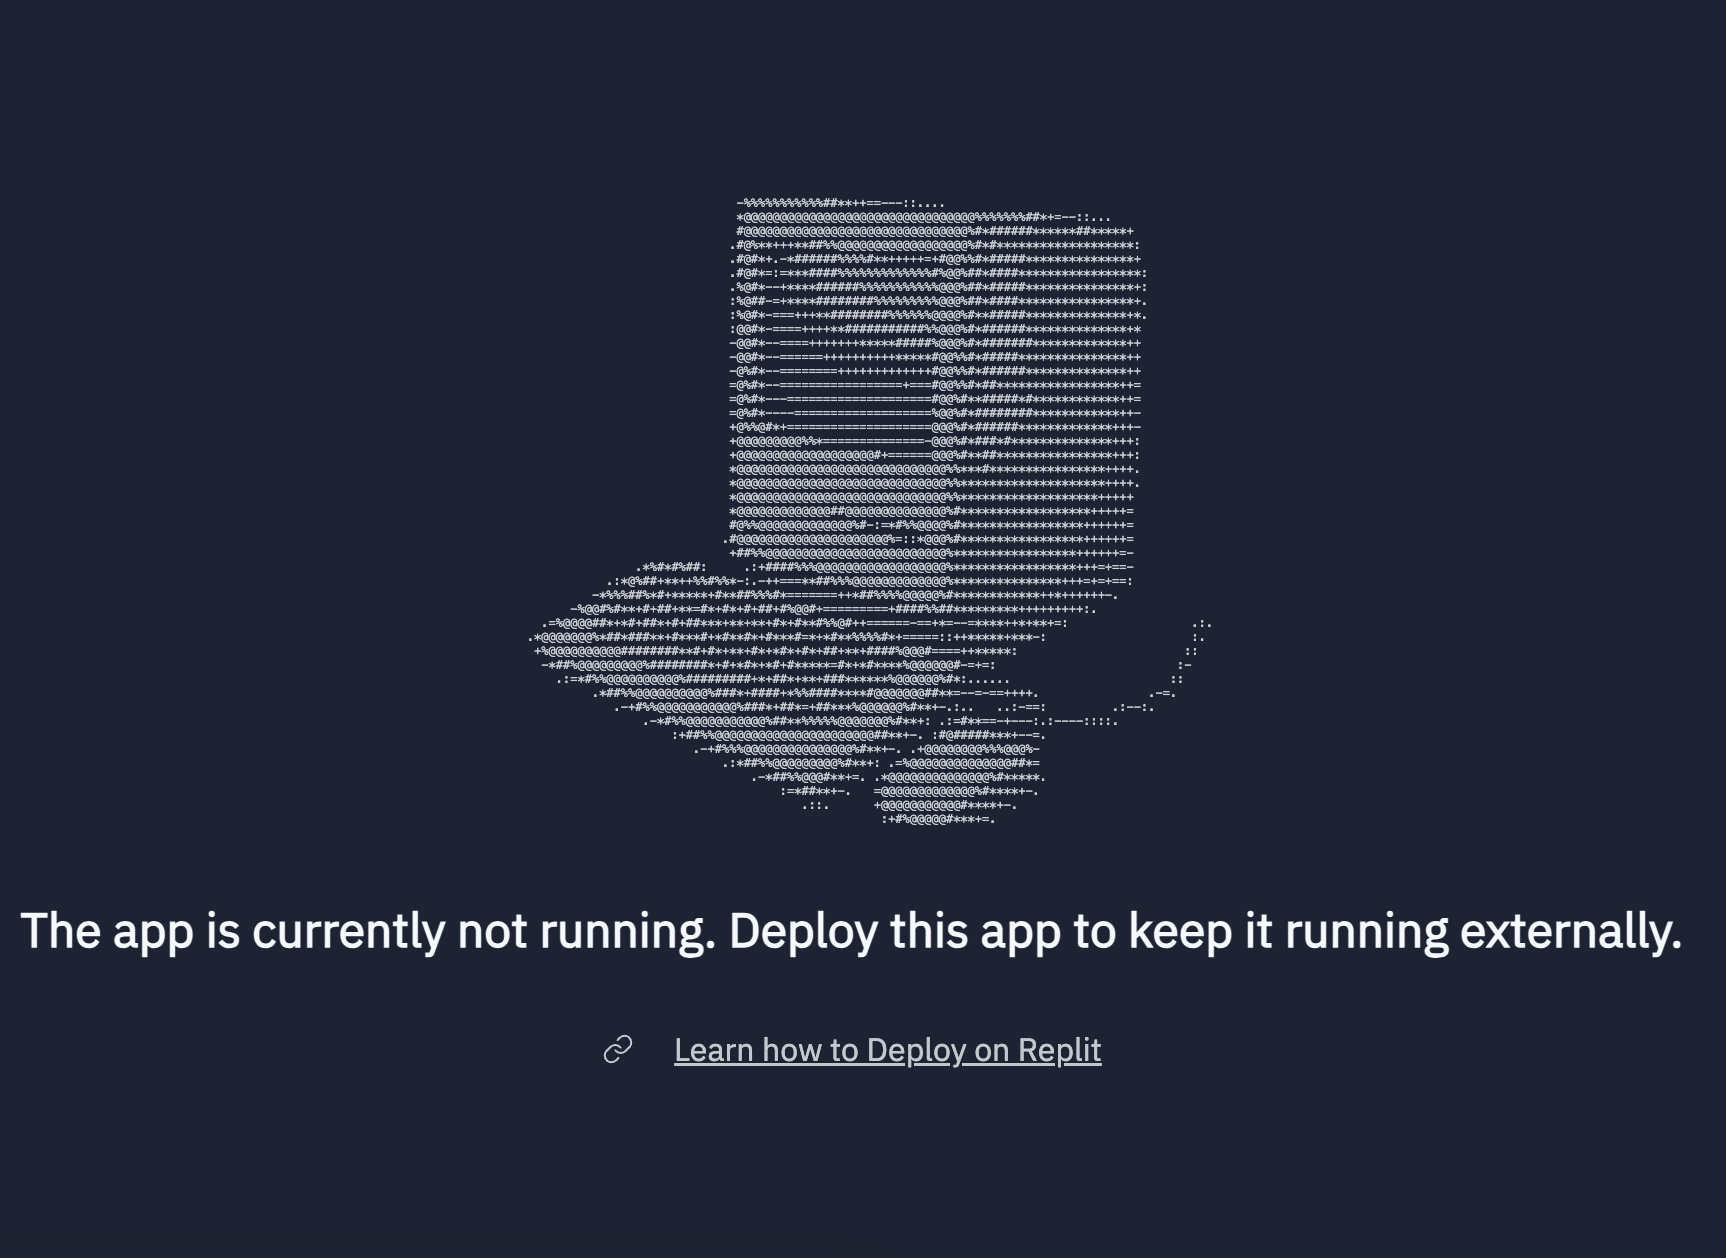 The app is currently not running. Deploy this app to keep it running externally.
Learn how to Deploy on Replit